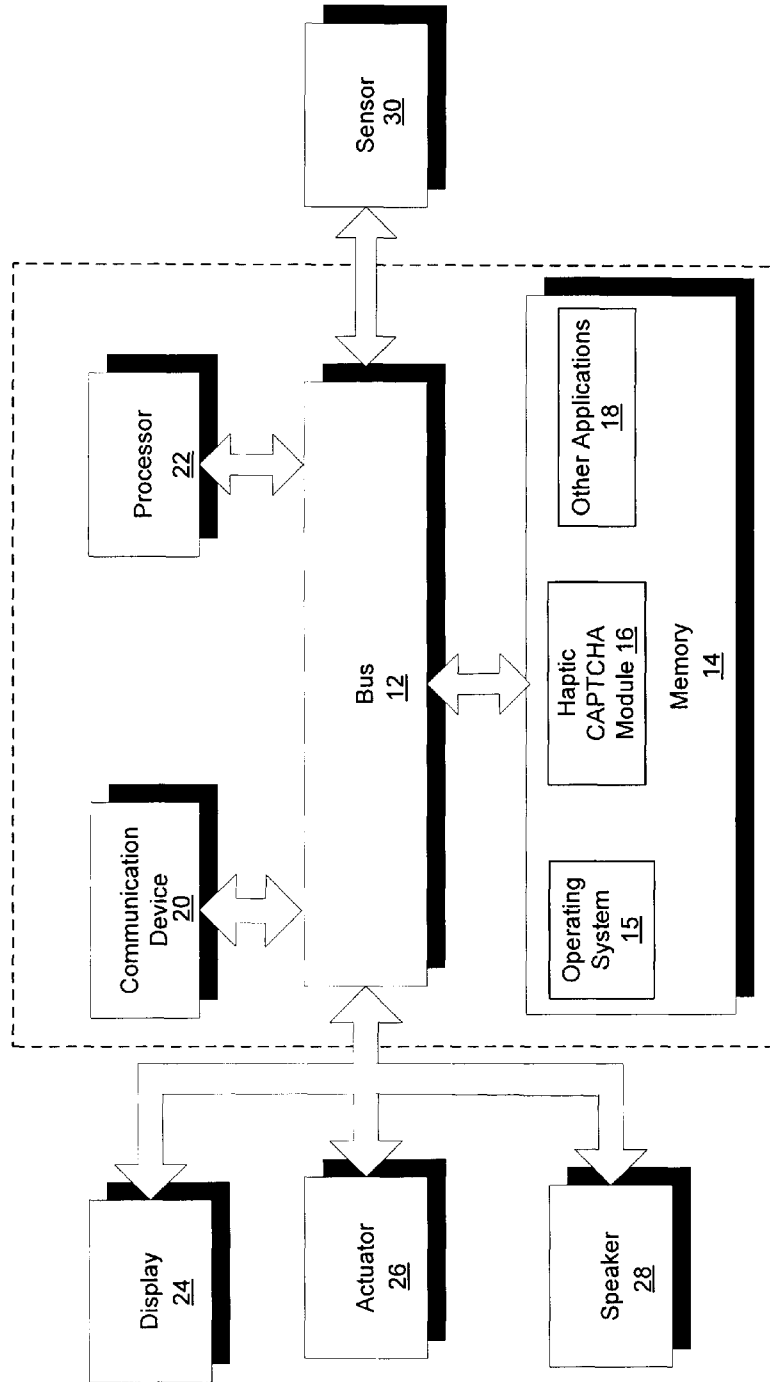 Display
24
Communication
Device
20
Processor
22
Actuator
26
Bus
12
Sensor
30
Speaker
28
Operating
System
15
Haptic
CAPTCHA
Module 16
Other Applications
18
Memory
14